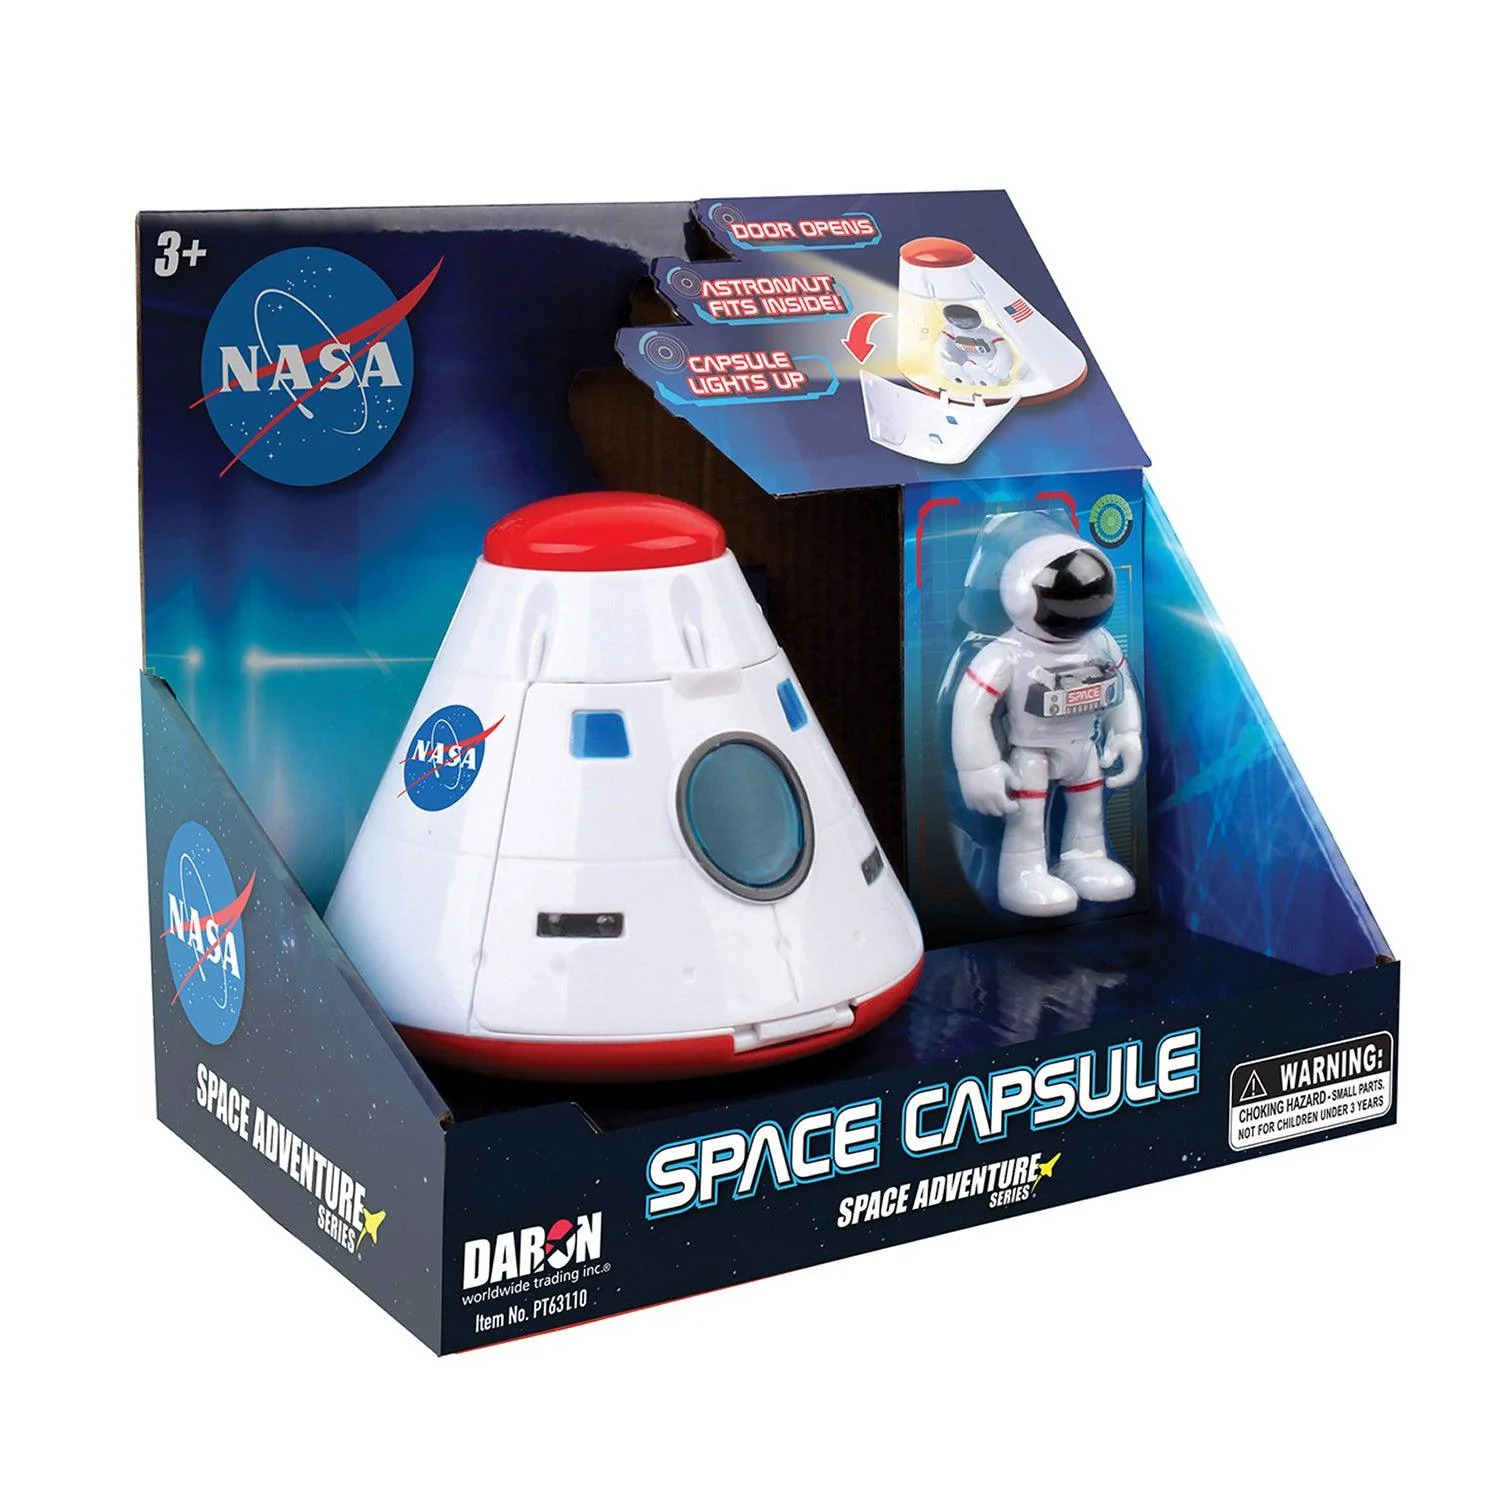 3+
NASA
DOOR OPENS
ASTRONAUT
FITS INSIDE!
CAPSULE
LIGHTS UP
NASA
SPACE
NASA
SPACE ADVENTURE
SERIES
SPACE CAPSULE
SPACE ADVENTURE
SERIES
WARNING:
CHOKING HAZARD - SMALL PARTS.
NOT FOR CHILDREN UNDER 3 YEARS
DARON
worldwide trading inc.®
Item No. PT63110